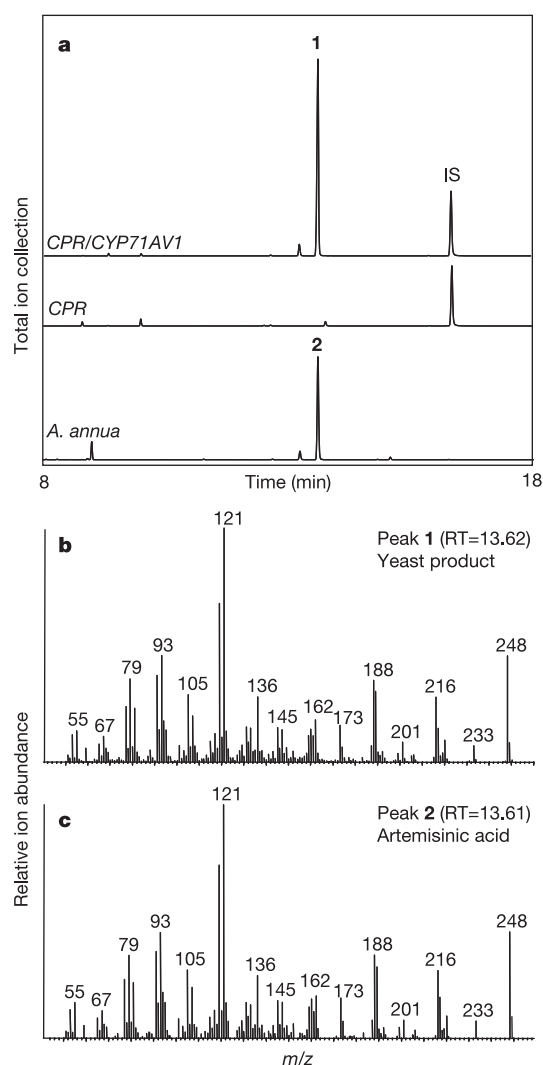 a
1
IS
CPR/CYP71AV1
CPR
2
A. annua
Total ion collection
8
Time (min)
18
b
Peak 1 (RT=13.62)
Yeast product
121
248
93
79
188
105
136
216
162
55
67
145
173
201
233
c
Peak 2 (RT=13.61)
Artemisinic acid
121
248
93
79
188
105
136
216
162
55
67
145
173
201
233
Relative ion abundance
m/z